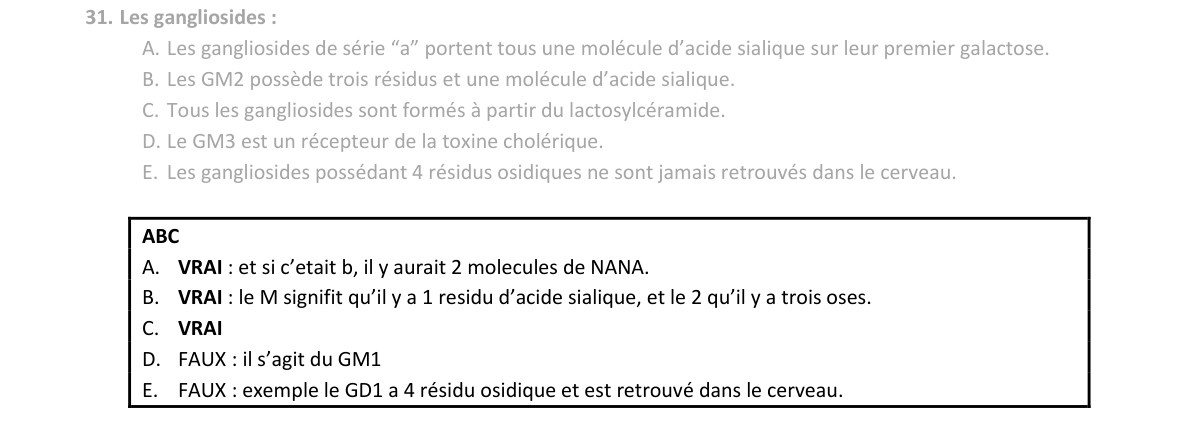 31. Les gangliosides :
A. Les gangliosides de série “a” portent tous une molécule d’acide sialique sur leur premier galactose.
B. Les GM2 possède trois résidus et une molécule d’acide sialique.
C. Tous les gangliosides sont formés à partir du lactosylcéramide.
D. Le GM3 est un récepteur de la toxine cholérique.
E. Les gangliosides possédant 4 résidus osidiques ne sont jamais retrouvés dans le cerveau.
ABC
A. VRAI : et si c’etait b, il y aurait 2 molecules de NANA.
B. VRAI : le M signifit qu’il y a 1 residu d’acide sialique, et le 2 qu’il y a trois oses.
C. VRAI
D. FAUX : il s’agit du GM1
E. FAUX : exemple le GD1 a 4 résidu osidique et est retrouvé dans le cerveau.